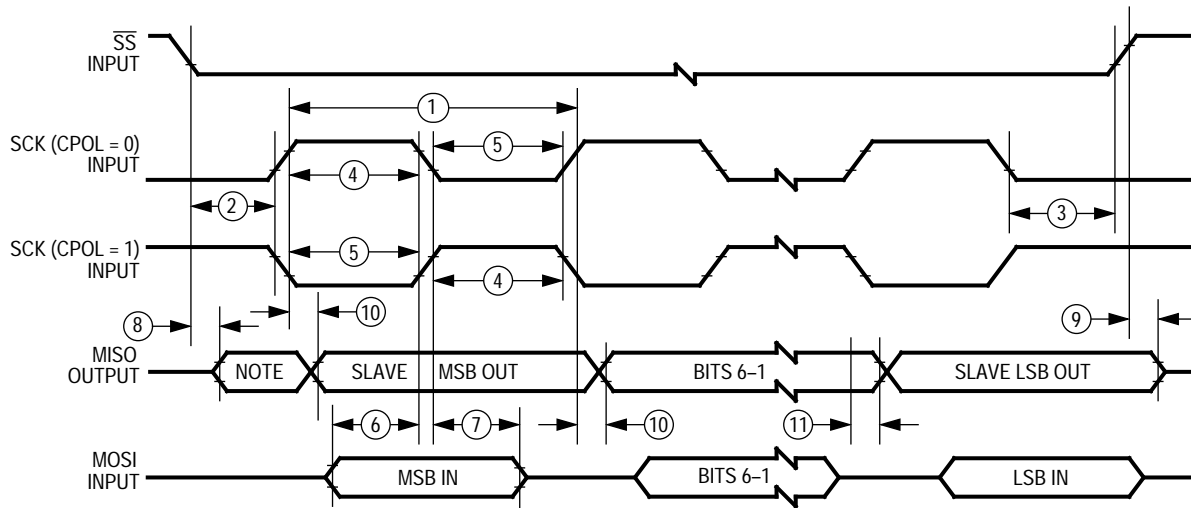 SS
INPUT
1
SCK (CPOL = 0)
INPUT
5
4
2
3
SCK (CPOL = 1)
INPUT
5
4
8
10
9
MISO
OUTPUT
NOTE
SLAVE MSB OUT
BITS 6–1
SLAVE LSB OUT
6
7
10
11
MOSI
INPUT
MSB IN
BITS 6–1
LSB IN